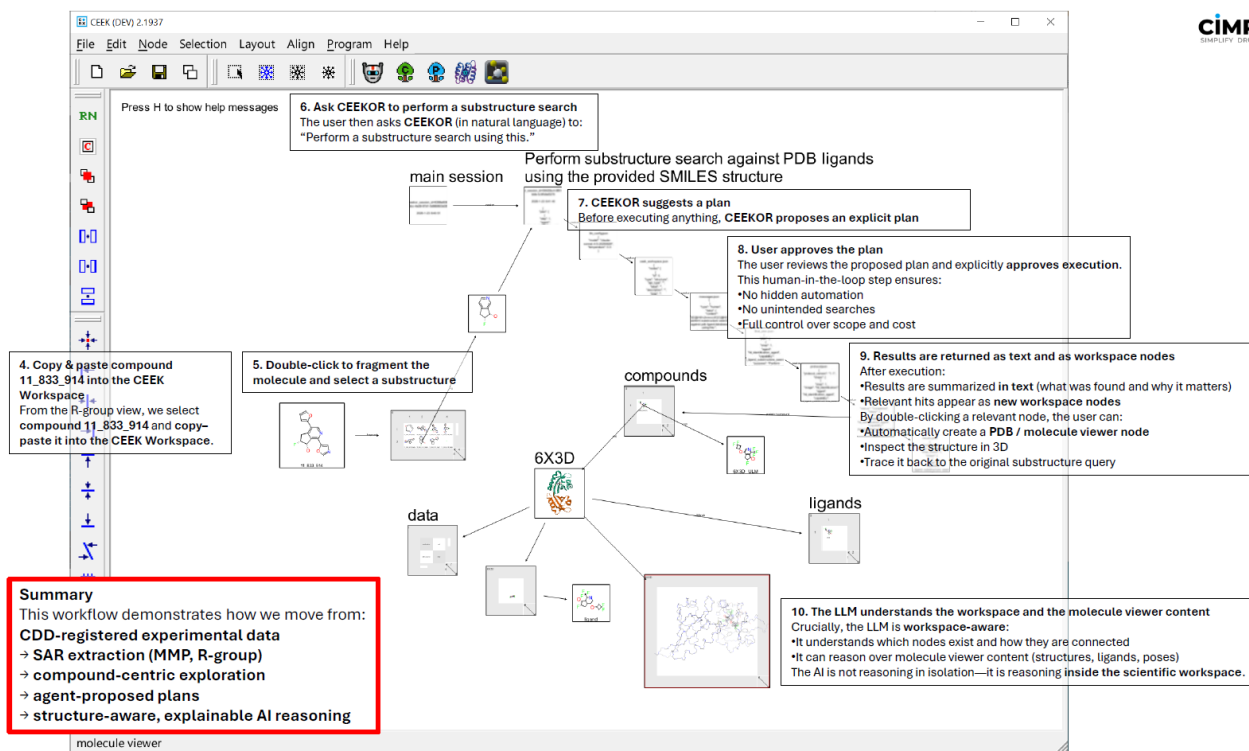 CEEK (DEV) 2.1937
CIMP
SIMPLIFY DR
File Edit Node Selection Layout Align Program Help
Press H to show help messages
RN
C
C
P
6. Ask CEEKOR to perform a substructure search
The user then asks CEEKOR (in natural language) to:
“Perform a substructure search using this.”
main session
Perform substructure search against PDB ligands
using the provided SMILES structure
7. CEEKOR suggests a plan
Before executing anything, CEEKOR proposes an explicit plan
8. User approves the plan
The user reviews the proposed plan and explicitly approves execution.
This human-in-the-loop step ensures:
•No hidden automation
•No unintended searches
•Full control over scope and cost
4. Copy & paste compound
11_833_914 into the CEEK
Workspace
From the R-group view, we select
compound 11_833_914 and copy–
paste it into the CEEK Workspace.
5. Double-click to fragment the
molecule and select a substructure
9. Results are returned as text and as workspace nodes
After execution:
•Results are summarized in text (what was found and why it matters)
•Relevant hits appear as new workspace nodes
By double-clicking a relevant node, the user can:
•Automatically create a PDB / molecule viewer node
•Inspect the structure in 3D
•Trace it back to the original substructure query
compounds
6X3D
data
ligands
Summary
This workflow demonstrates how we move from:
CDD-registered experimental data
→ SAR extraction (MMP, R-group)
→ compound-centric exploration
→ agent-proposed plans
→ structure-aware, explainable AI reasoning
10. The LLM understands the workspace and the molecule viewer content
Crucially, the LLM is workspace-aware:
•It understands which nodes exist and how they are connected
•It can reason over molecule viewer content (structures, ligands, poses)
The AI is not reasoning in isolation—it is reasoning inside the scientific workspace.
molecule viewer